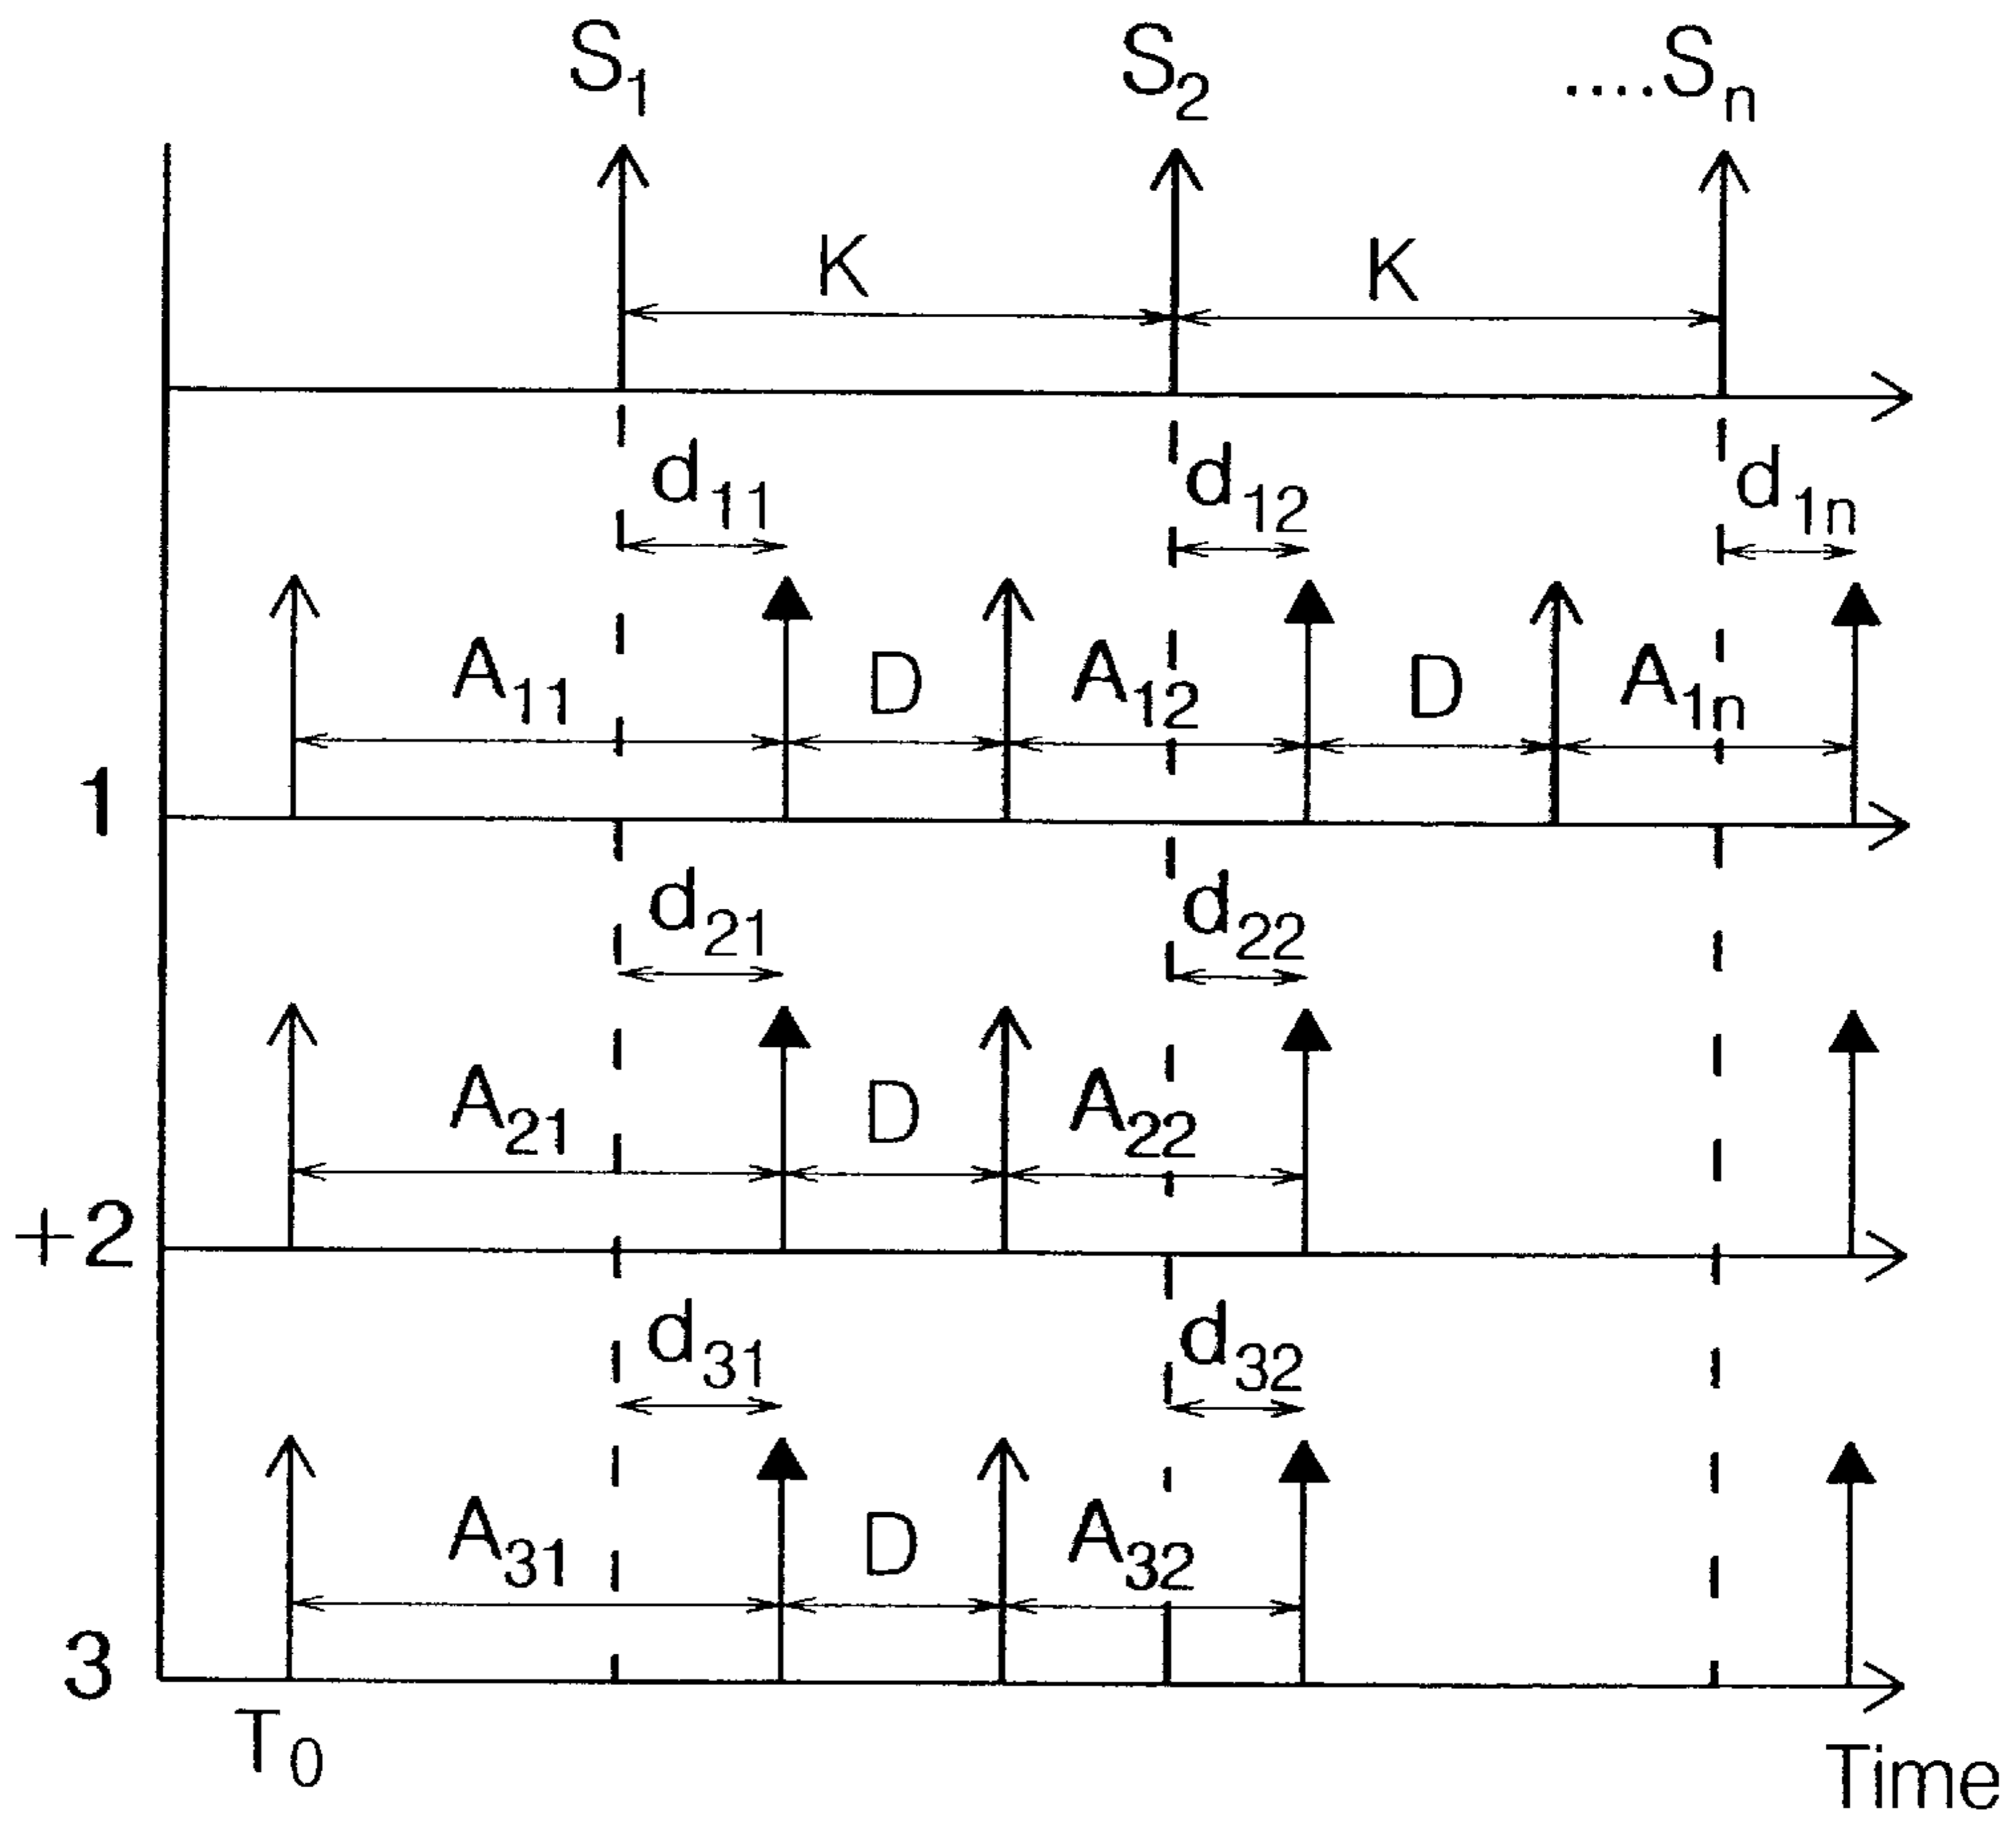 S₁ S₂ ....Sₙ
K K
d₁₁ d₁₂ d₁ₙ
A₁₁ D A₁₂ D A₁ₙ
1
d₂₁ d₂₂
A₂₁ D A₂₂
+2
d₃₁ d₃₂
A₃₁ D A₃₂
3
T₀
Time